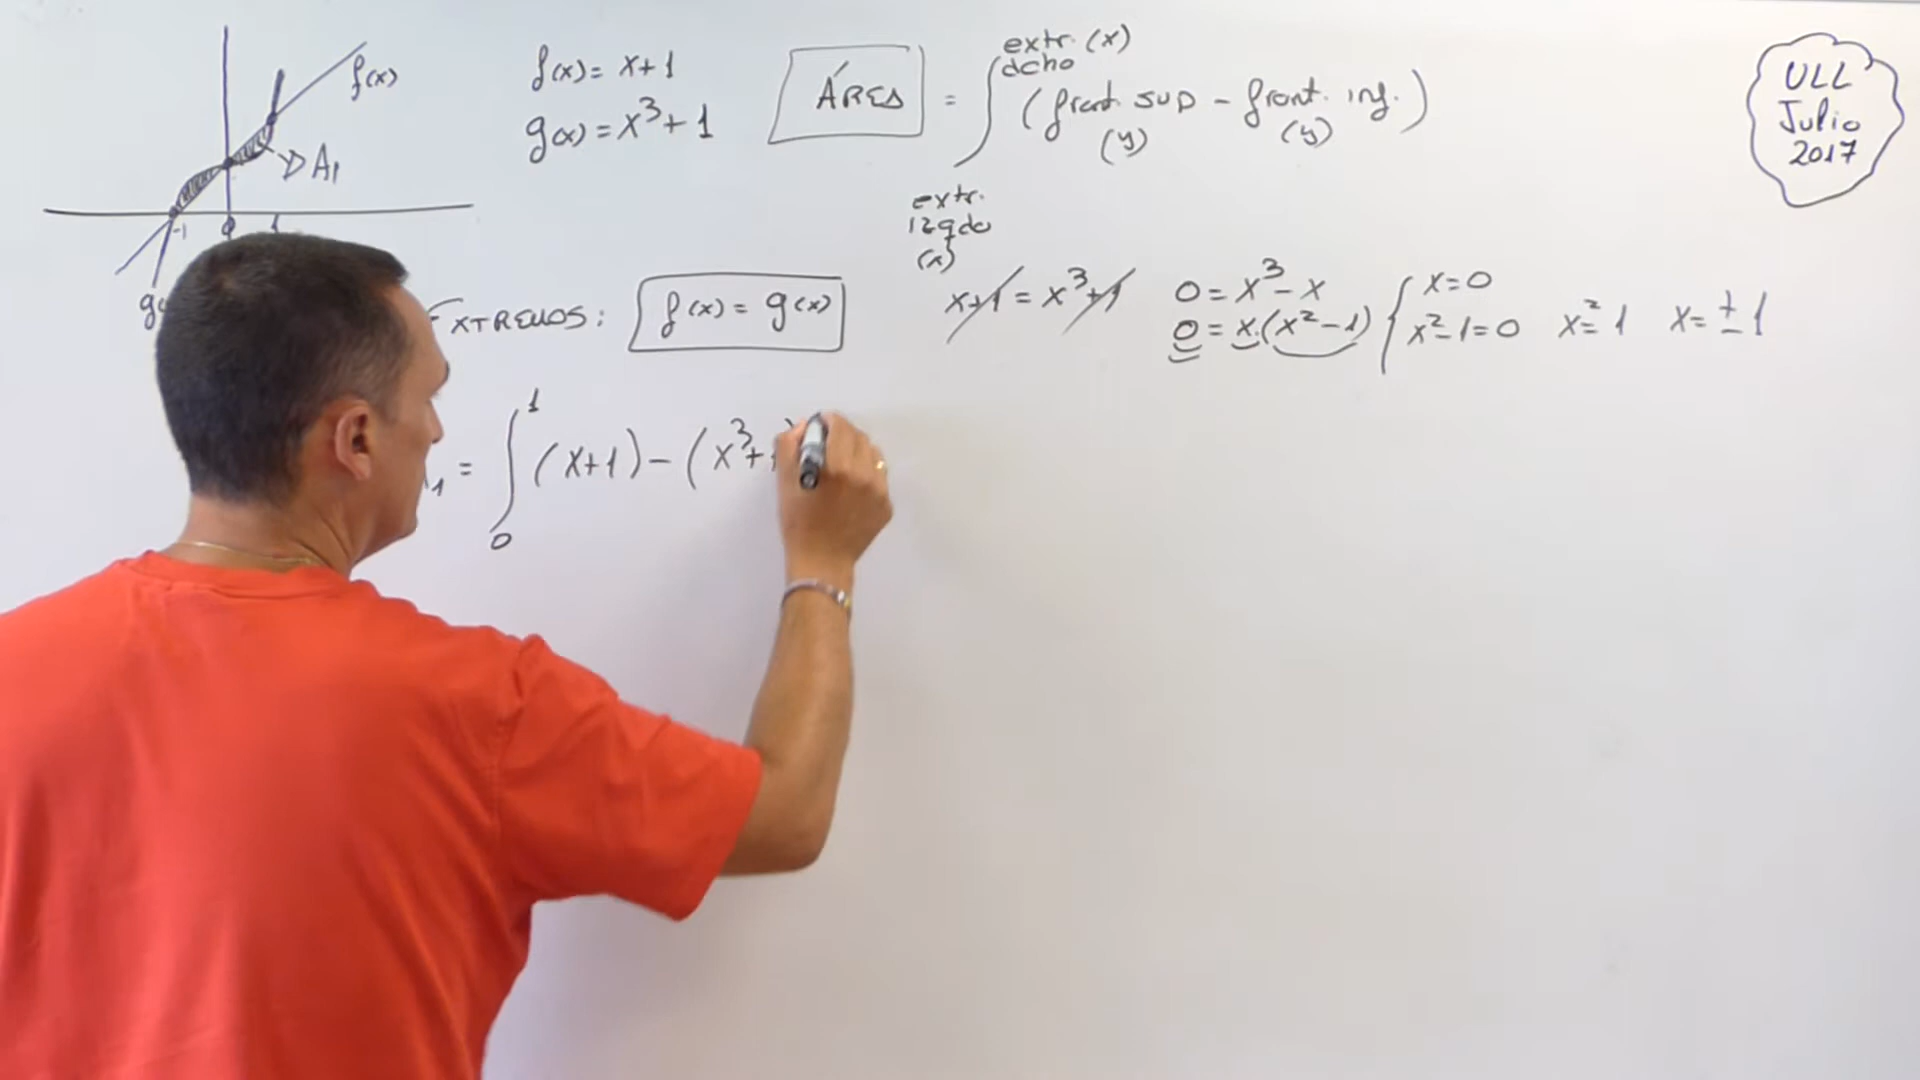 f(x)
A1
-1
0
1
f(x) = x+1
g(x) = x³+1
ÁREA = ∫ (front. sup - front. inf.)
(y) (y)
extr. (x)
dcho
extr.
izqdo
(x)
ULL
Julio
2017
EXTREMOS: f(x) = g(x)
x+1 = x³+1
0 = x³-x
0 = x·(x²-1)
x=0
x²-1=0 x²=1 x=±1
1
1 = ∫ (x+1) - (x³+
0